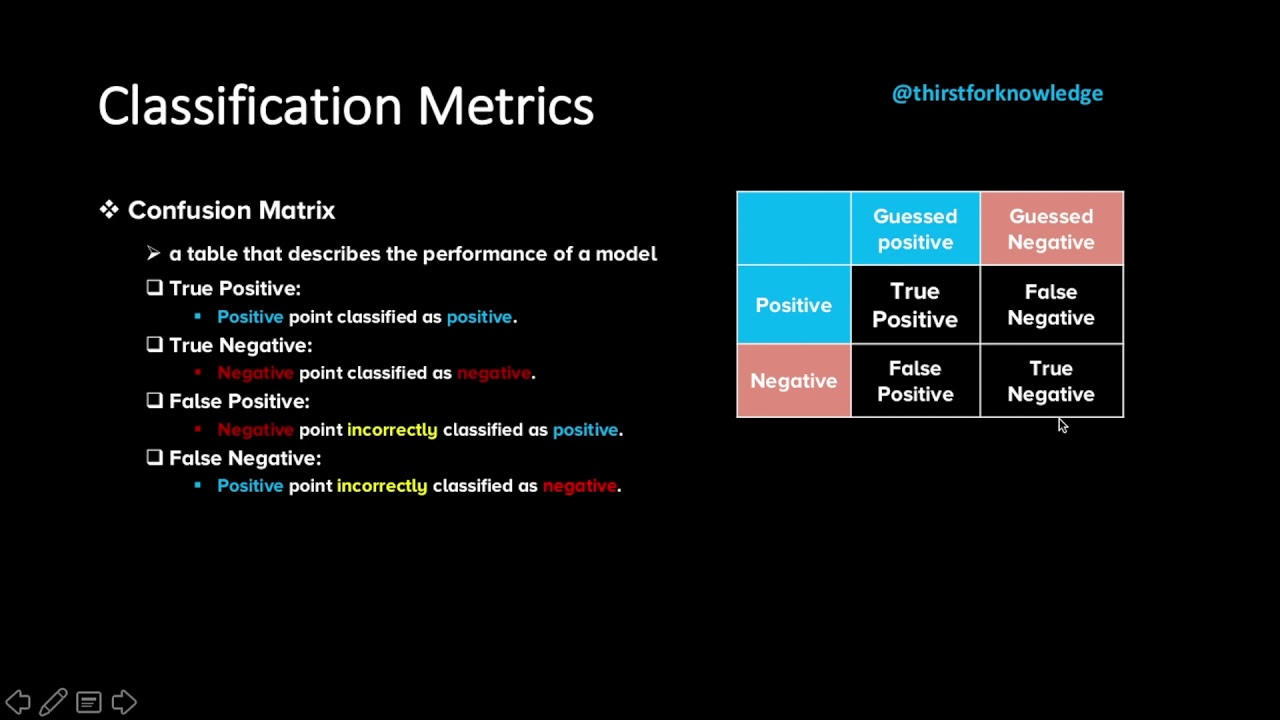 Classification Metrics
@thirstforknowledge
Confusion Matrix
a table that describes the performance of a model
True Positive:
Positive point classified as positive.
True Negative:
Negative point classified as negative.
False Positive:
Negative point incorrectly classified as positive.
False Negative:
Positive point incorrectly classified as negative.
Guessed
positive
Guessed
Negative
Positive
True
Positive
False
Negative
Negative
False
Positive
True
Negative